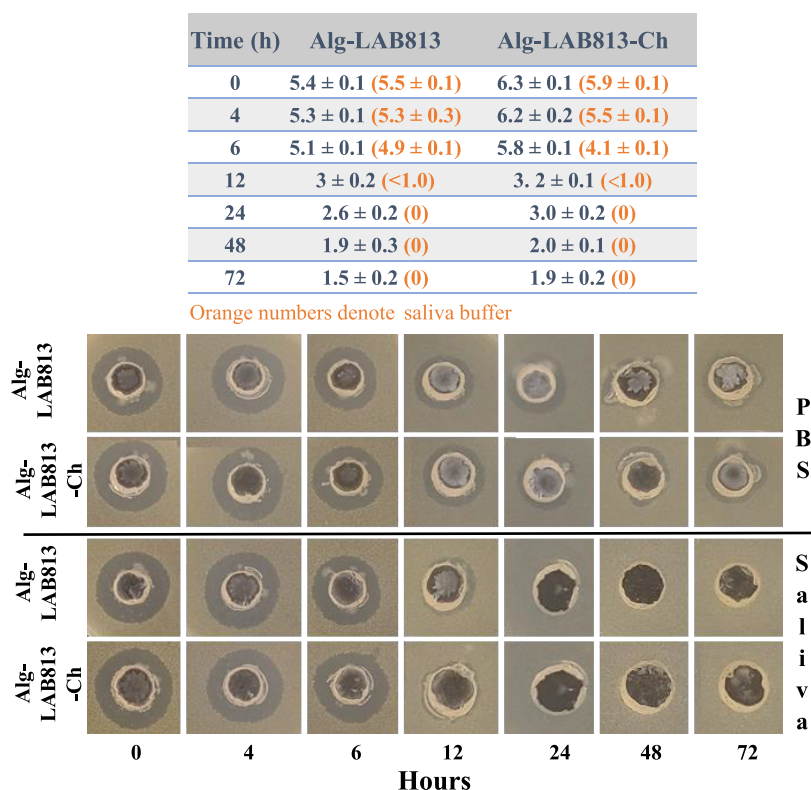 Time (h) Alg-LAB813 Alg-LAB813-Ch
0 5.4 ± 0.1 (5.5 ± 0.1) 6.3 ± 0.1 (5.9 ± 0.1)
4 5.3 ± 0.1 (5.3 ± 0.3) 6.2 ± 0.2 (5.5 ± 0.1)
6 5.1 ± 0.1 (4.9 ± 0.1) 5.8 ± 0.1 (4.1 ± 0.1)
12 3 ± 0.2 (<1.0) 3. 2 ± 0.1 (<1.0)
24 2.6 ± 0.2 (0) 3.0 ± 0.2 (0)
48 1.9 ± 0.3 (0) 2.0 ± 0.1 (0)
72 1.5 ± 0.2 (0) 1.9 ± 0.2 (0)
Orange numbers denote saliva buffer
Alg-
LAB813
Alg-
LAB813
-Ch
PBS
Alg-
LAB813
Alg-
LAB813
-Ch
Saliva
0 4 6 12 24 48 72
Hours